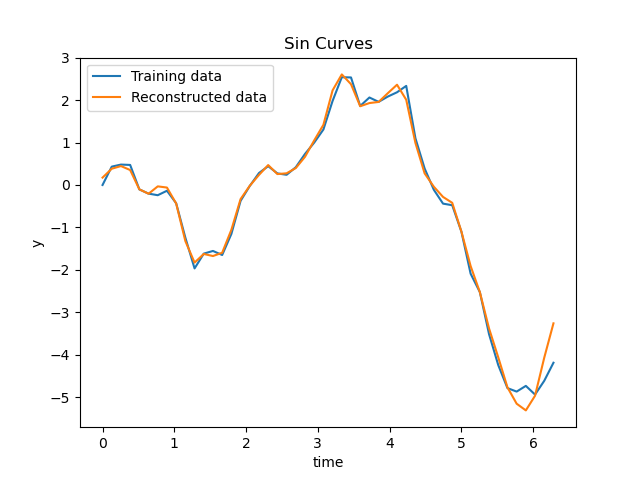 Sin Curves
Training data
Reconstructed data
y
3
2
1
0
−1
−2
−3
−4
−5
0 1 2 3 4 5 6
time